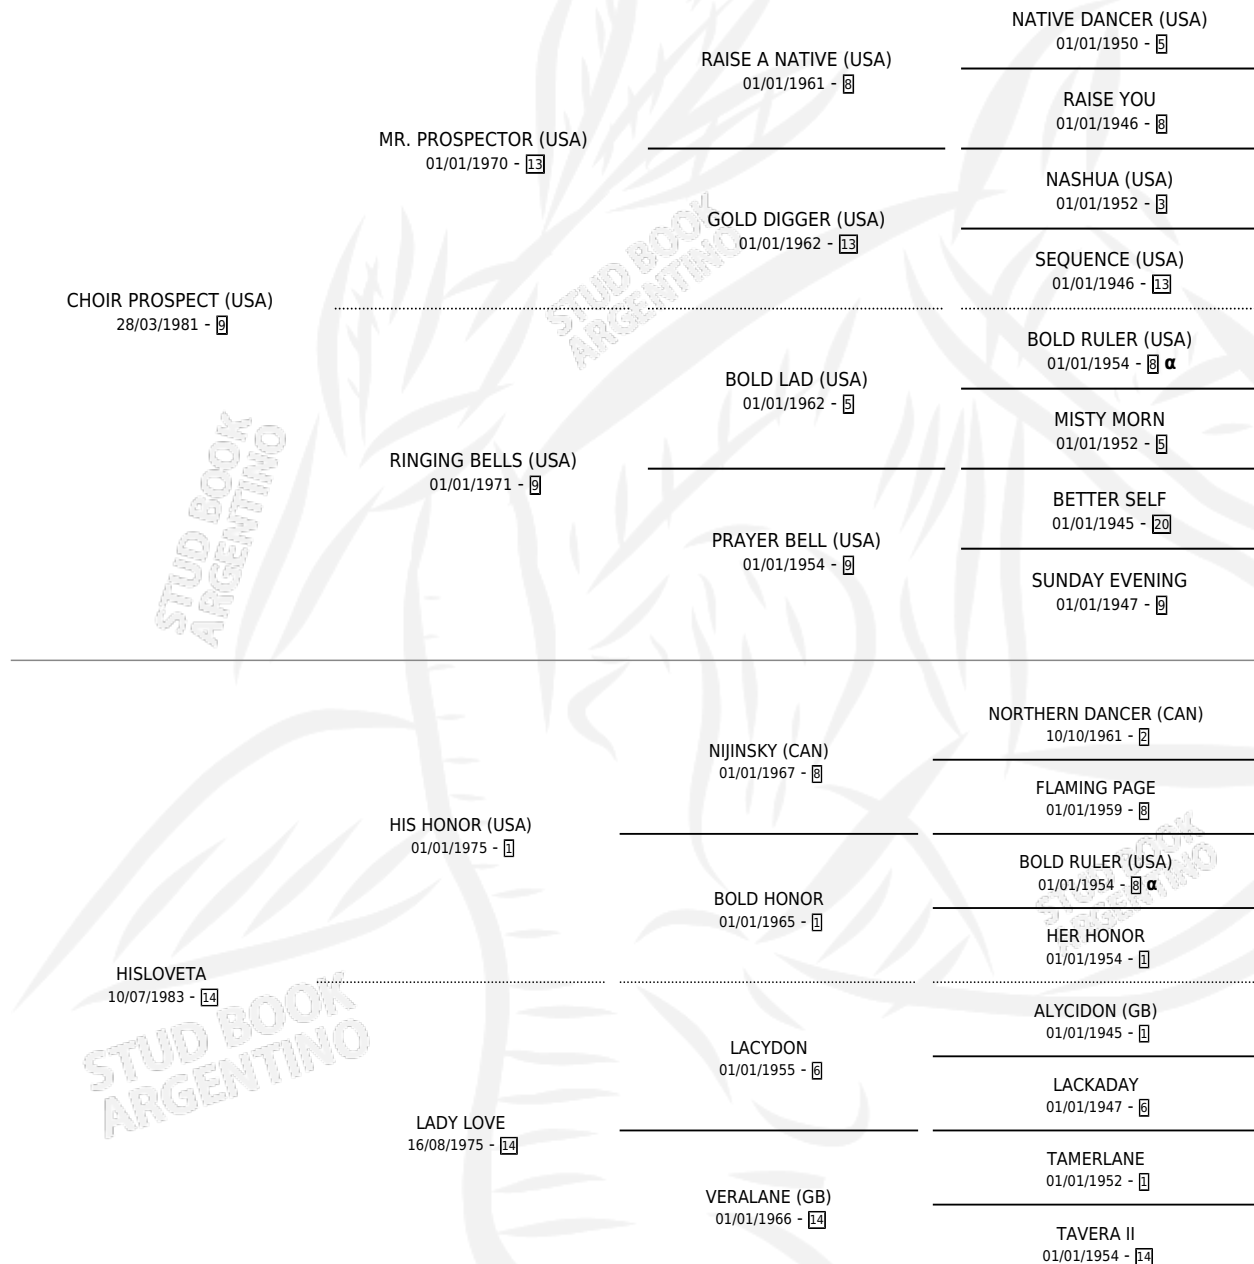 NATIVE DANCER (USA)
01/01/1950 - 5
RAISE A NATIVE (USA)
01/01/1961 - 8
RAISE YOU
01/01/1946 - 8
MR. PROSPECTOR (USA)
01/01/1970 - 13
NASHUA (USA)
01/01/1952 - 3
GOLD DIGGER (USA)
01/01/1962 - 13
SEQUENCE (USA)
01/01/1946 - 13
CHOIR PROSPECT (USA)
28/03/1981 - 9
STUD BOOK
ARGENTINO
BOLD RULER (USA)
01/01/1954 - 8 α
BOLD LAD (USA)
01/01/1962 - 5
MISTY MORN
01/01/1952 - 5
RINGING BELLS (USA)
01/01/1971 - 9
BETTER SELF
01/01/1945 - 20
PRAYER BELL (USA)
01/01/1954 - 9
SUNDAY EVENING
01/01/1947 - 9
STUD BOOK
ARGENTINO
NORTHERN DANCER (CAN)
10/10/1961 - 2
NIJINSKY (CAN)
01/01/1967 - 8
FLAMING PAGE
01/01/1959 - 8
HIS HONOR (USA)
01/01/1975 - 1
BOLD RULER (USA)
01/01/1954 - 8 α
BOLD HONOR
01/01/1965 - 1
STUD BOOK
ARGENTINO
HER HONOR
01/01/1954 - 1
HISLOVETA
10/07/1983 - 14
STUD BOOK
ARGENTINO
ALYCIDON (GB)
01/01/1945 - 1
LACYDON
01/01/1955 - 6
LACKADAY
01/01/1947 - 6
LADY LOVE
16/08/1975 - 14
TAMERLANE
01/01/1952 - 1
VERALANE (GB)
01/01/1966 - 14
TAVERA II
01/01/1954 - 14